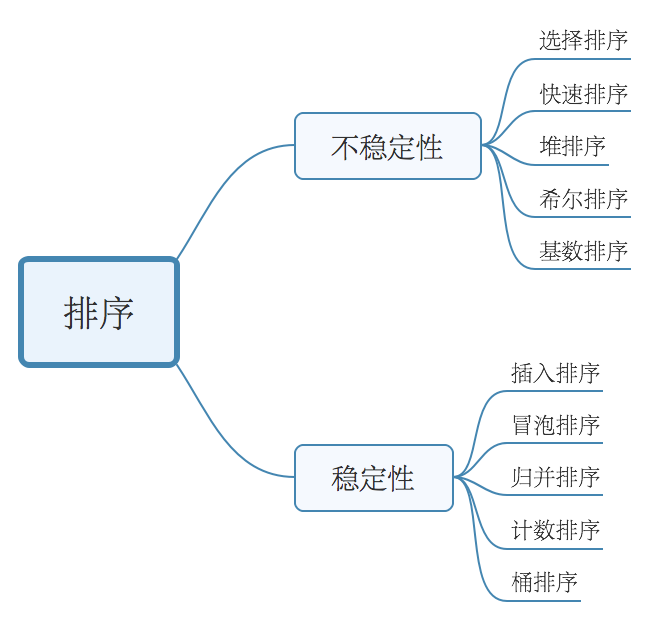 排序
不稳定性
选择排序
快速排序
堆排序
希尔排序
基数排序
稳定性
插入排序
冒泡排序
归并排序
计数排序
桶排序